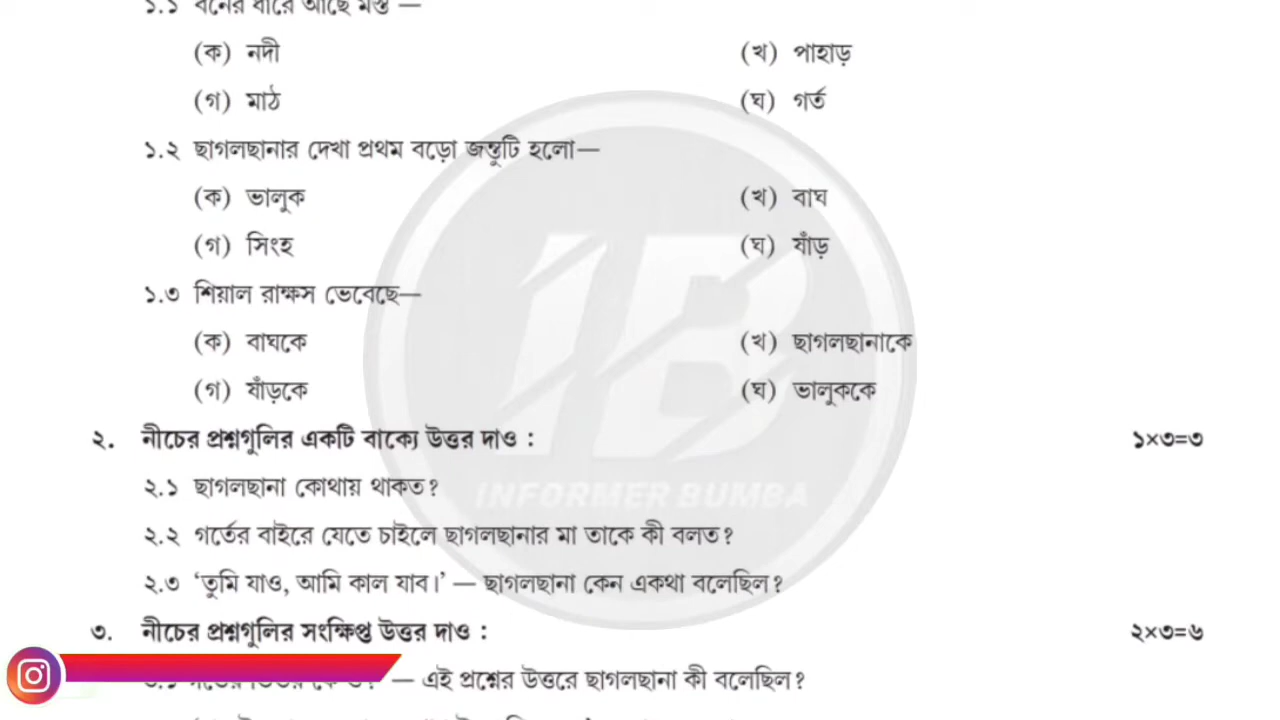 ১.১ বনের ধারে আছে মস্ত —
(ক) নদী (খ) পাহাড়
(গ) মাঠ (ঘ) গর্ত
১.২ ছাগলছানার দেখা প্রথম বড়ো জন্তুটি হলো—
(ক) ভালুক (খ) বাঘ
(গ) সিংহ (ঘ) ষাঁড়
১.৩ শিয়াল রাক্ষস ভেবেছে—
(ক) বাঘকে (খ) ছাগলছানাকে
(গ) ষাঁড়কে (ঘ) ভালুককে
২. নীচের প্রশ্নগুলির একটি বাক্যে উত্তর দাও : ১×৩=৩
২.১ ছাগলছানা কোথায় থাকত?
২.২ গর্তের বাইরে যেতে চাইলে ছাগলছানার মা তাকে কী বলত?
২.৩ ‘তুমি যাও, আমি কাল যাব।’ — ছাগলছানা কেন একথা বলেছিল?
৩. নীচের প্রশ্নগুলির সংক্ষিপ্ত উত্তর দাও : ২×৩=৬
— এই প্রশ্নের উত্তরে ছাগলছানা কী বলেছিল?
IB
INFORMER BUMBA